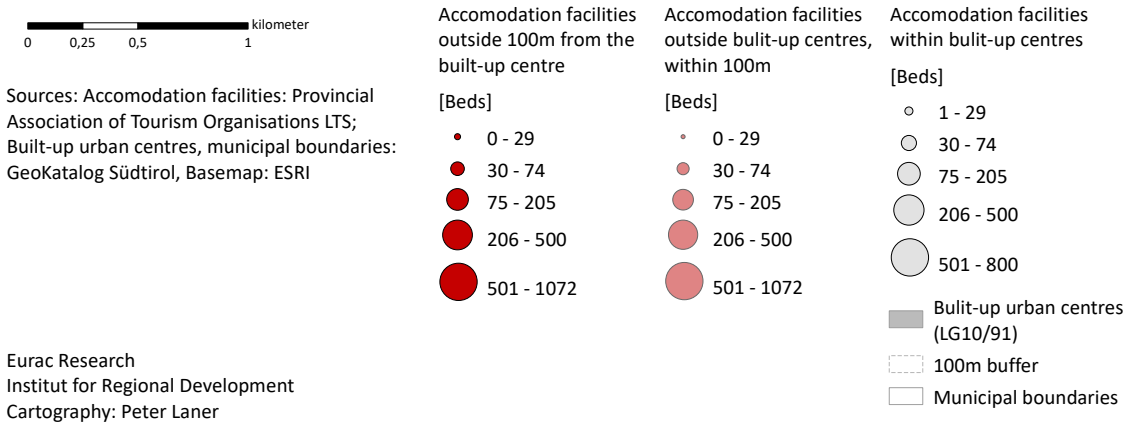 kilometer
0 0,25 0,5 1
Sources: Accomodation facilities: Provincial
Association of Tourism Organisations LTS;
Built-up urban centres, municipal boundaries:
GeoKatalog Südtirol, Basemap: ESRI
Eurac Research
Institut for Regional Development
Cartography: Peter Laner
Accomodation facilities
outside 100m from the
built-up centre
[Beds]
0 - 29
30 - 74
75 - 205
206 - 500
501 - 1072
Accomodation facilities
outside bulit-up centres,
within 100m
[Beds]
0 - 29
30 - 74
75 - 205
206 - 500
501 - 1072
Accomodation facilities
within bulit-up centres
[Beds]
1 - 29
30 - 74
75 - 205
206 - 500
501 - 800
Bulit-up urban centres
(LG10/91)
100m buffer
Municipal boundaries